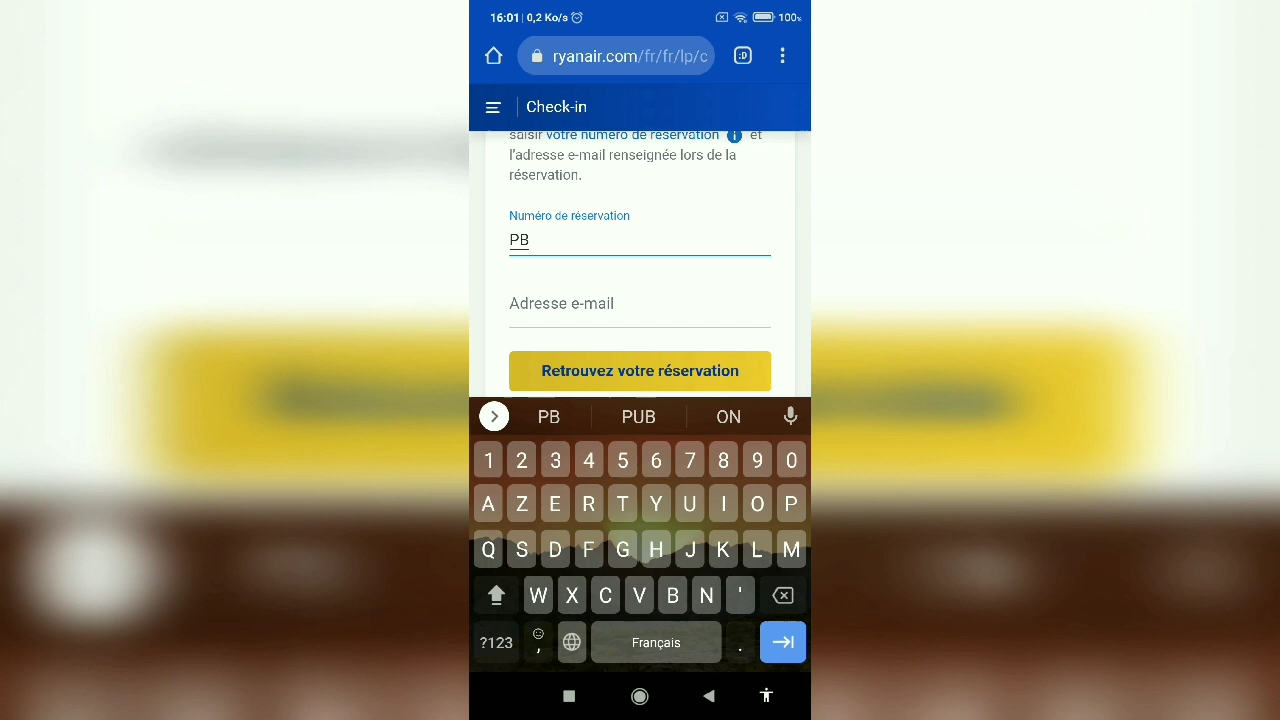 16:01 0,2 Ko/s 100%
ryanair.com/fr/fr/lp/c :D
Check-in
saisir votre numéro de réservation i et
l'adresse e-mail renseignée lors de la
réservation.
Numéro de réservation
PB
Adresse e-mail
Retrouvez votre réservation
PB PUB ON
1 2 3 4 5 6 7 8 9 0
A Z E R T Y U I O P
Q S D F G H J K L M
W X C V B N '
?123 , Français .